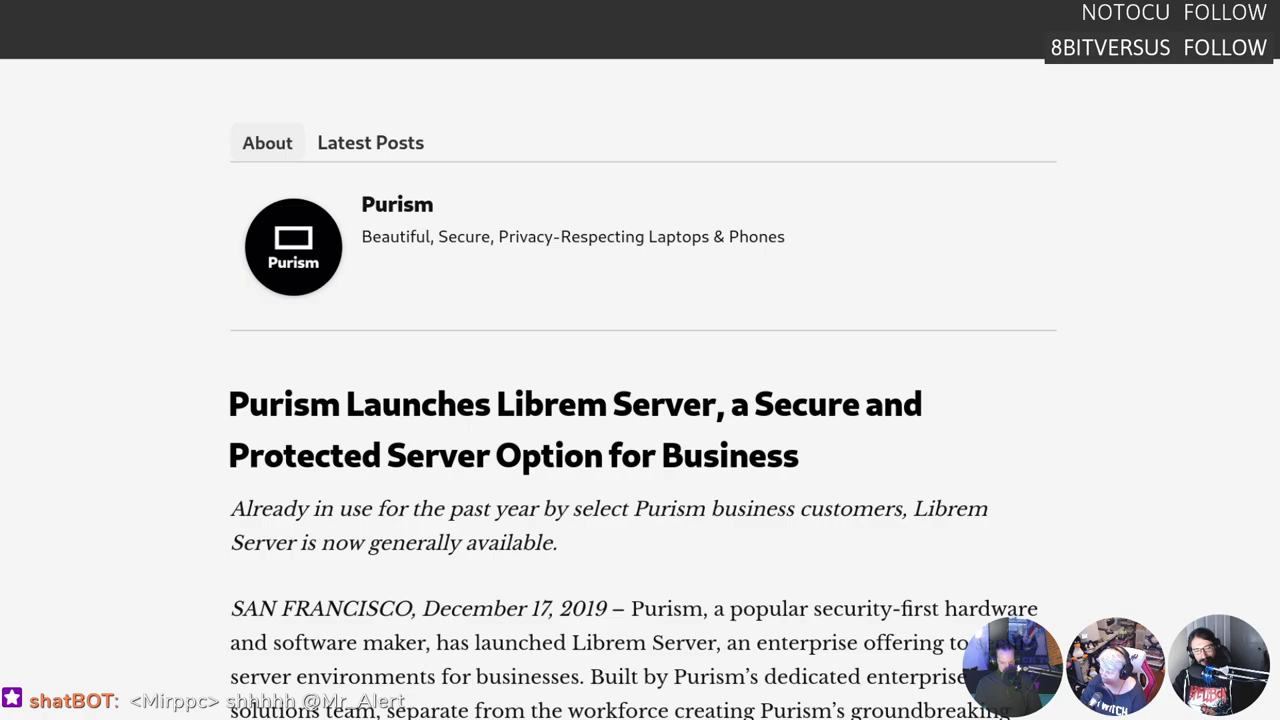 NOTOCU FOLLOW
8BITVERSUS FOLLOW
About Latest Posts
Purism
Purism
Beautiful, Secure, Privacy-Respecting Laptops & Phones
Purism Launches Librem Server, a Secure and
Protected Server Option for Business
Already in use for the past year by select Purism business customers, Librem
Server is now generally available.
SAN FRANCISCO, December 17, 2019 – Purism, a popular security-first hardware
and software maker, has launched Librem Server, an enterprise offering to
server environments for businesses. Built by Purism’s dedicated enterprise
solutions team, separate from the workforce creating Purism’s groundbreaking
shatBOT: <Mirppc> shhhhh @Mr_Alert